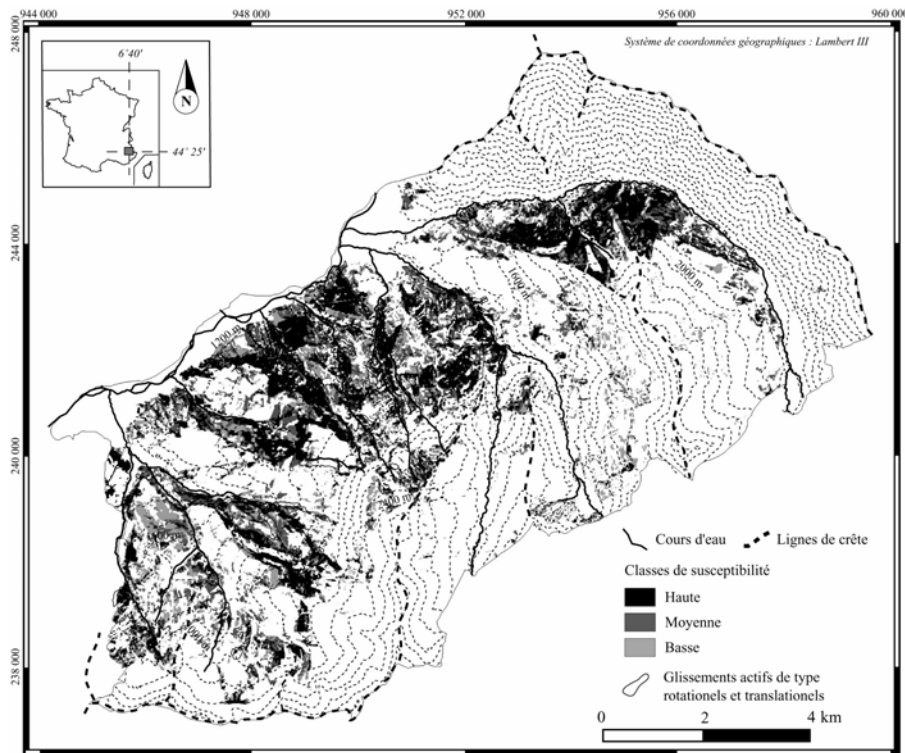 944 000
948 000
952 000
956 000
960 000
248 000
244 000
240 000
238 000
Système de coordonnées géographiques : Lambert III
6°40'
N
44° 25'
1600 m
2000 m
1200 m
Cours d'eau
Lignes de crête
Classes de susceptibilité
Haute
Moyenne
Basse
Glissements actifs de type
rotationels et translationels
0 2 4 km